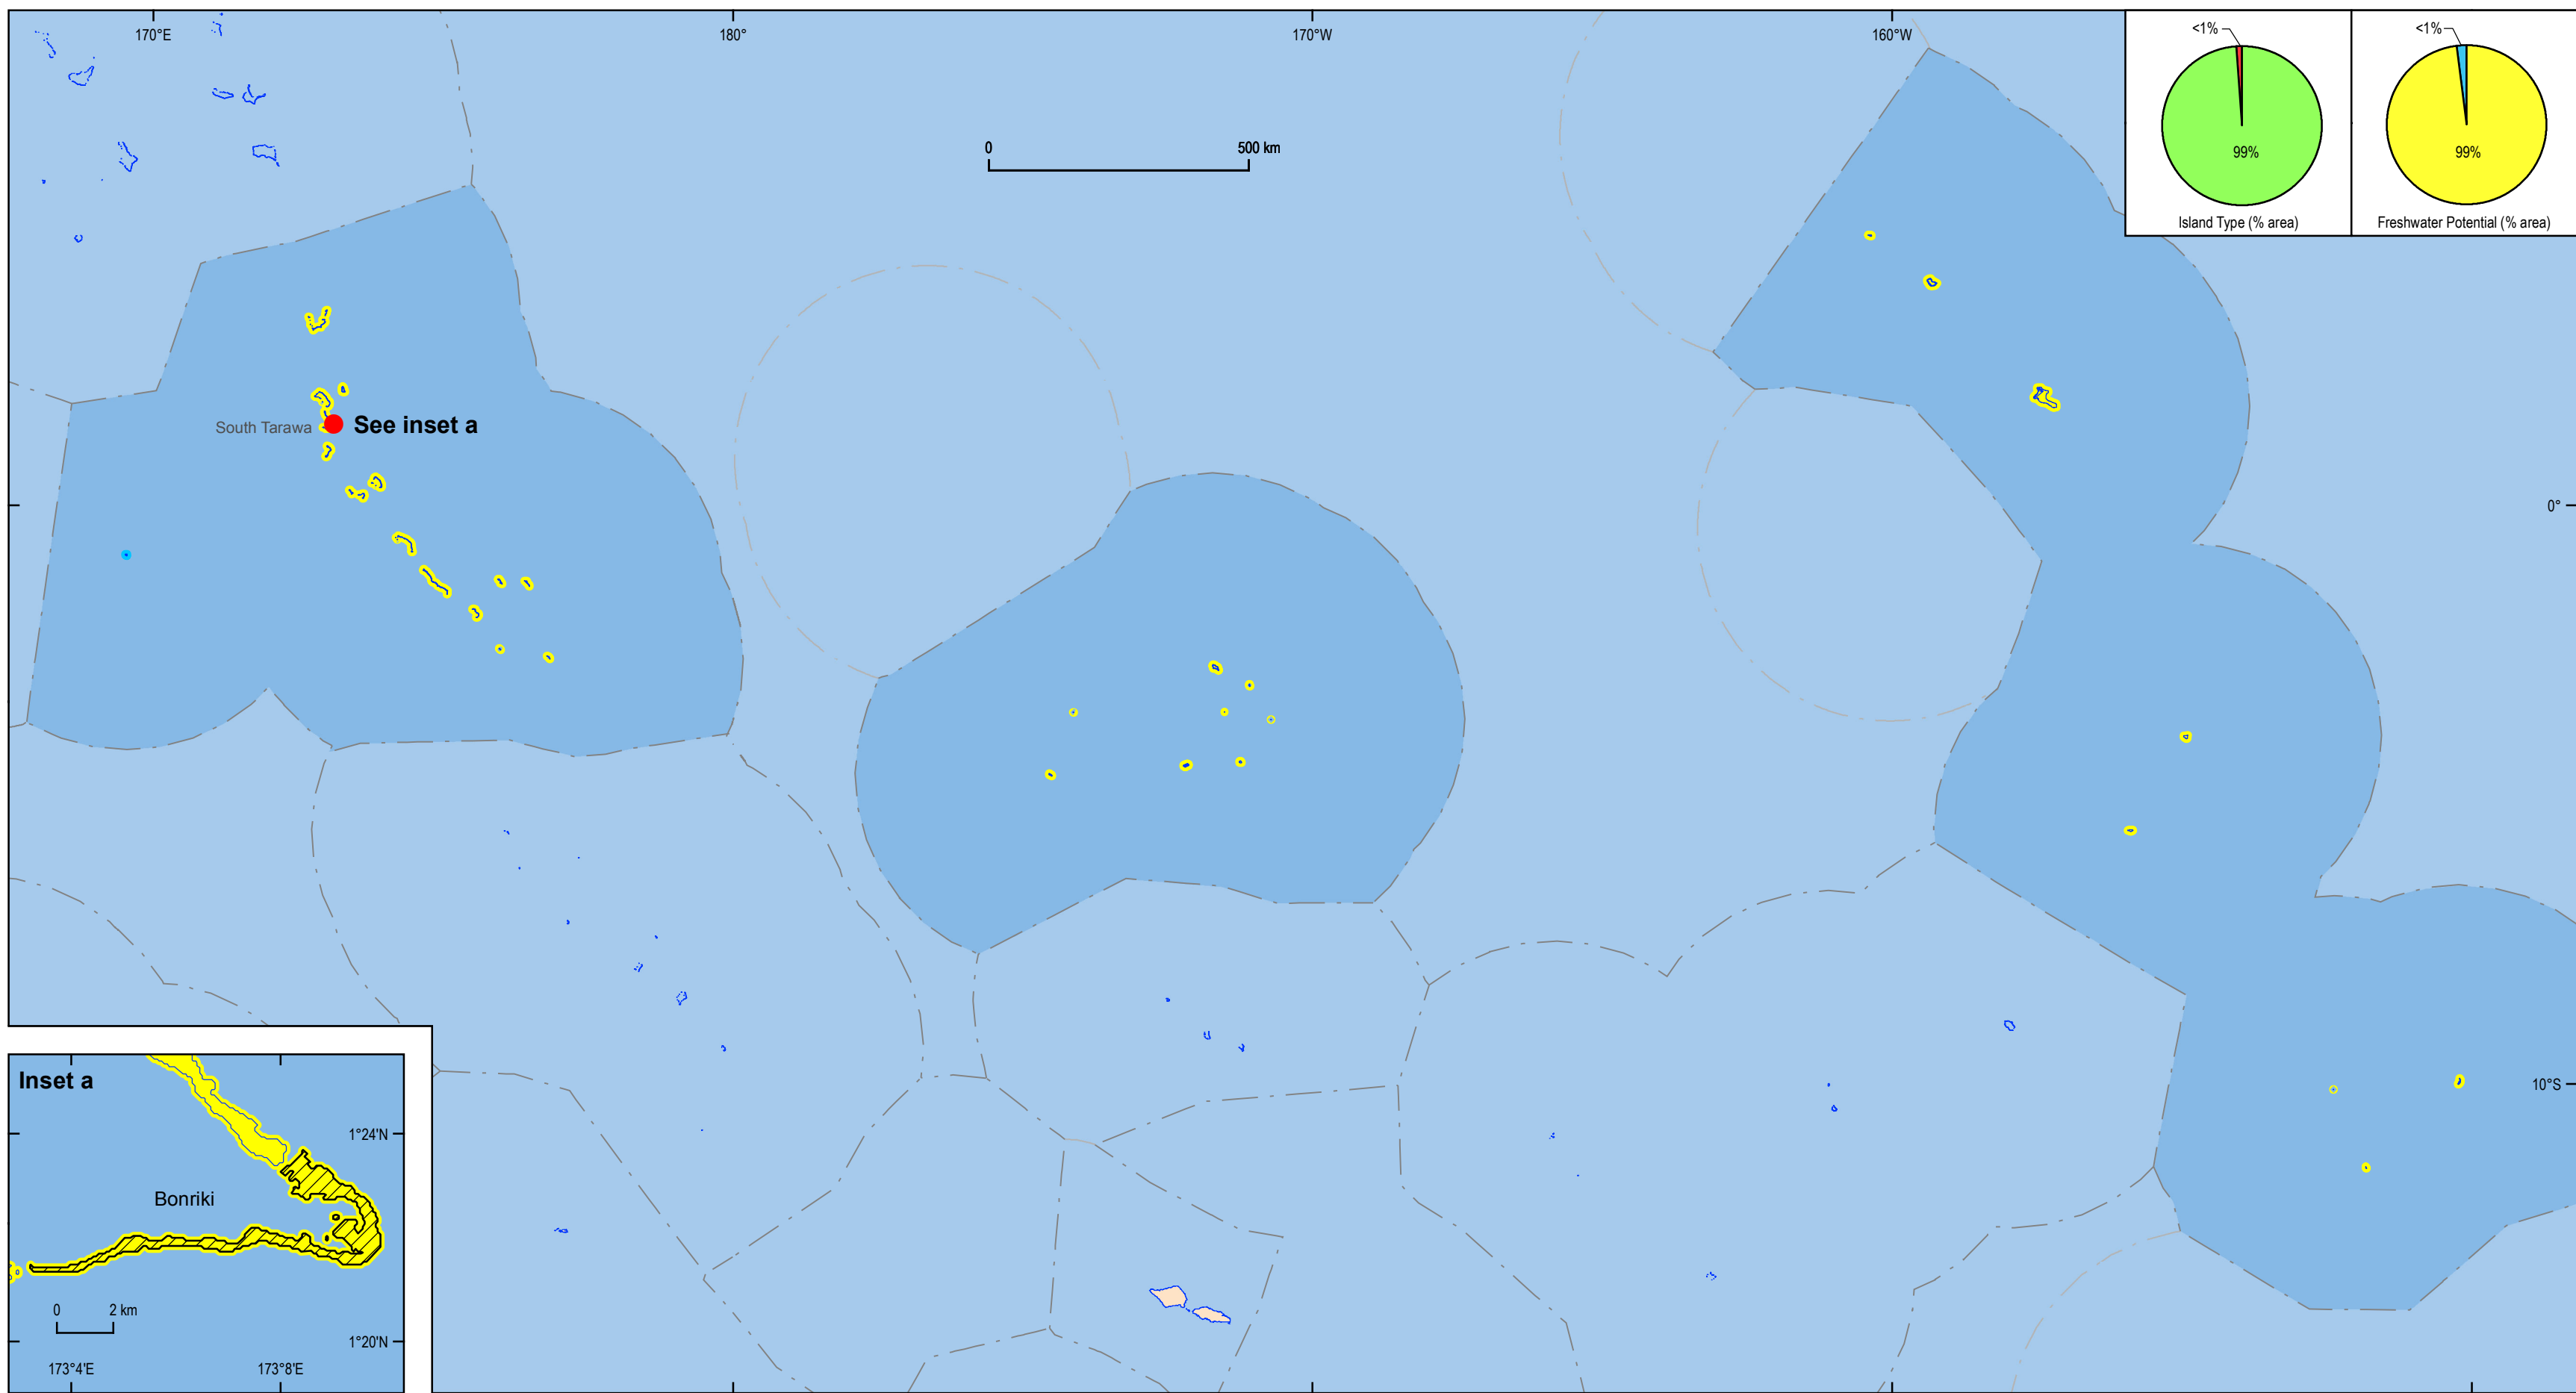 170°E
180°
170°W
160°W
<1%
<1%
99%
99%
Island Type (% area)
Freshwater Potential (% area)
0
500 km
South Tarawa
See inset a
0°
10°S
Inset a
1°24'N
Bonriki
0
2 km
1°20'N
173°4'E
173°8'E